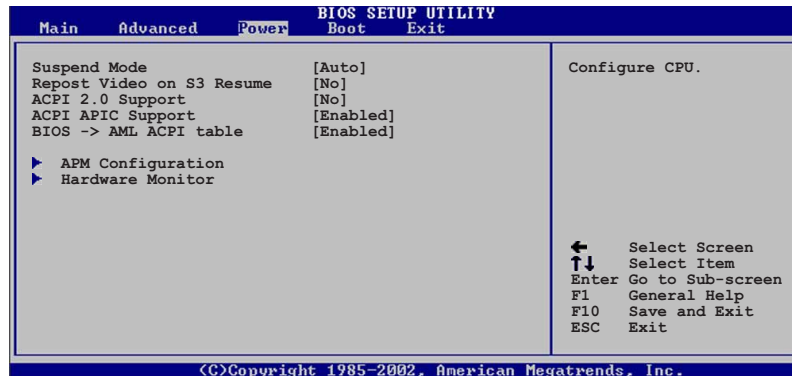 BIOS SETUP UTILITY
Main Advanced Power Boot Exit
Suspend Mode [Auto]
Repost Video on S3 Resume [No]
ACPI 2.0 Support [No]
ACPI APIC Support [Enabled]
BIOS -> AML ACPI table [Enabled]
APM Configuration
Hardware Monitor
Configure CPU.
← Select Screen
↑↓ Select Item
Enter Go to Sub-screen
F1 General Help
F10 Save and Exit
ESC Exit
(C)Copyright 1985-2002, American Megatrends, Inc.